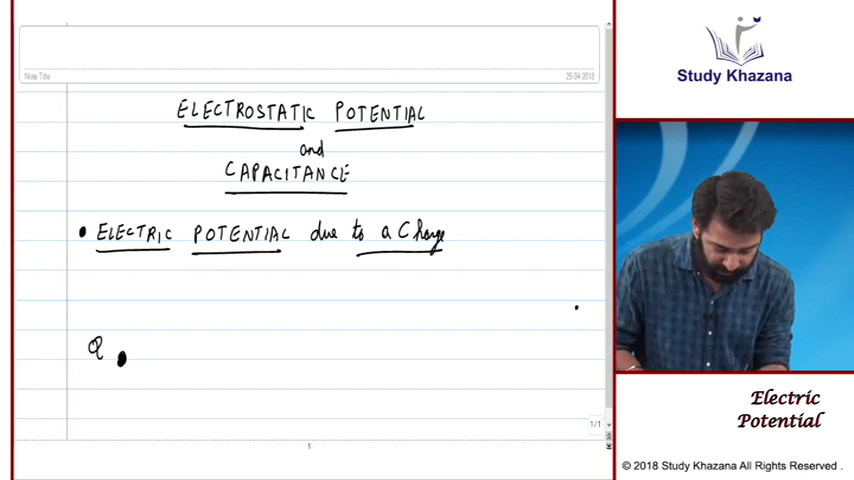 Note Title
25-04-2018
ELECTROSTATIC POTENTIAL
and
CAPACITANCE
• ELECTRIC POTENTIAL due to a Charge
Q
1/1
1
Study Khazana
Electric
Potential
© 2018 Study Khazana All Rights Reserved .